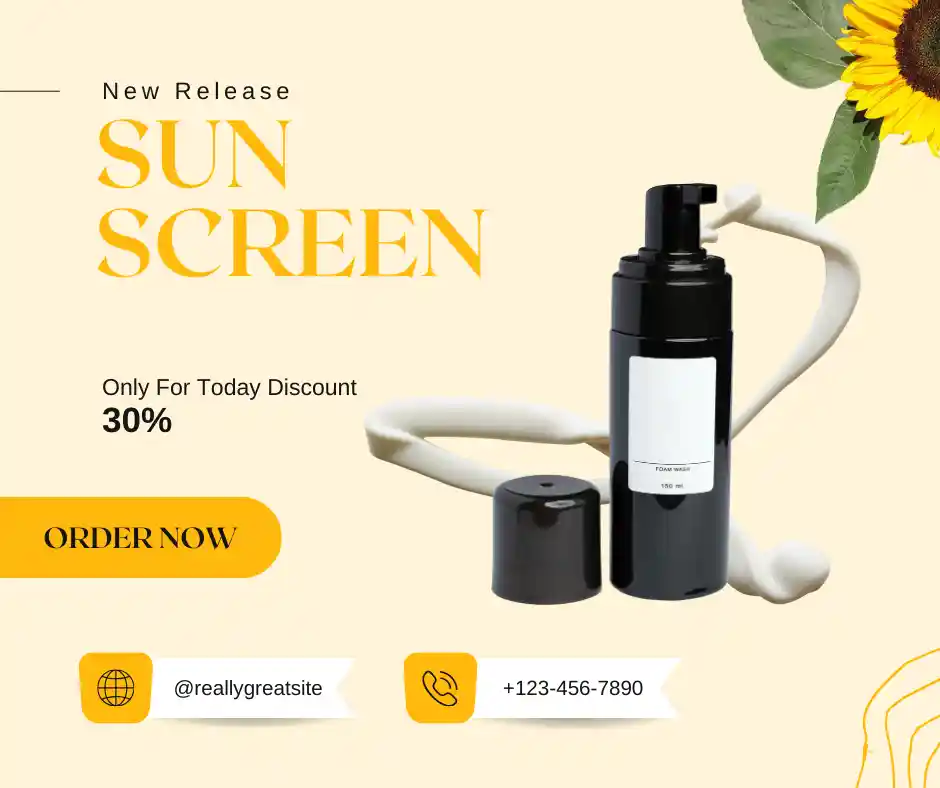 New Release
SUN
SCREEN
Only For Today Discount
30%
ORDER NOW
FOAM WASH
150 ml
@reallygreatsite
+123-456-7890